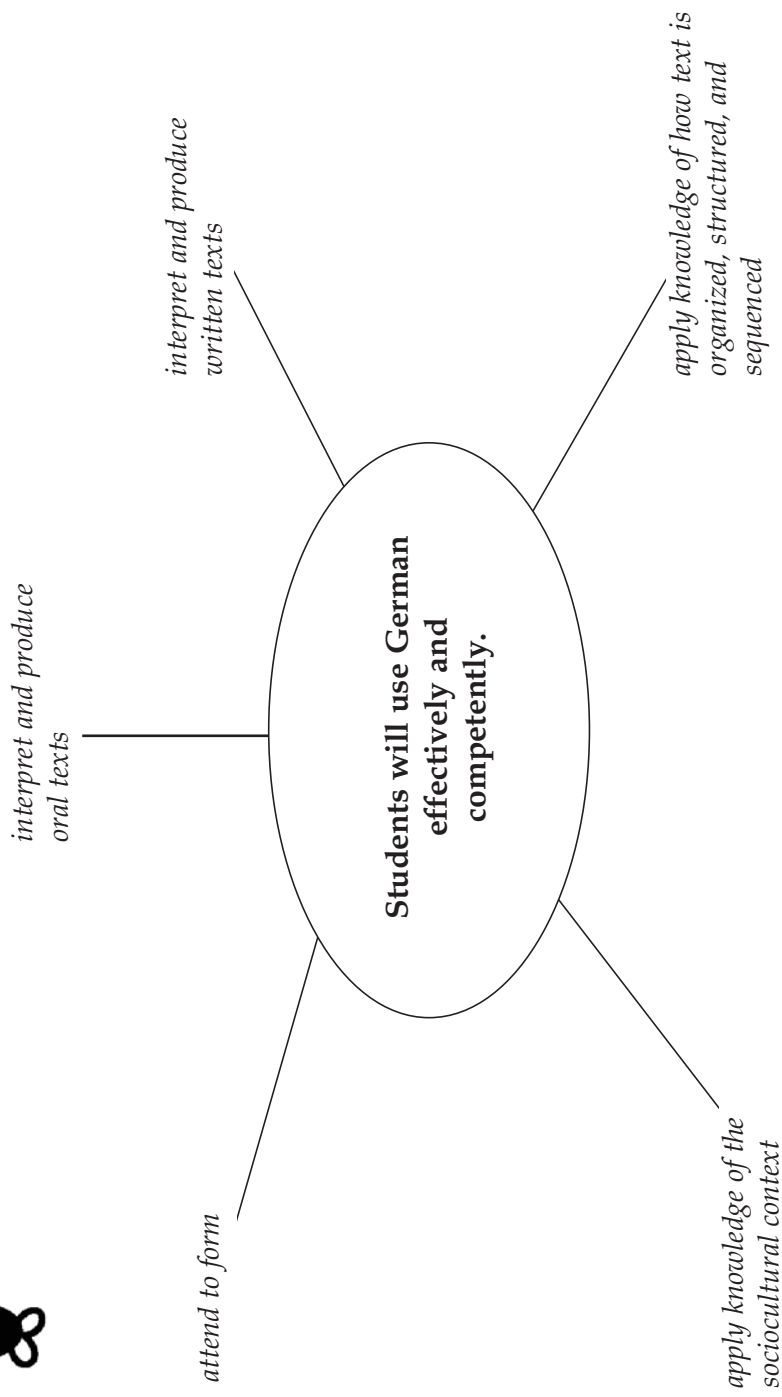 interpret and produce
oral texts
attend to form
interpret and produce
written texts
Students will use German
effectively and
competently.
apply knowledge of the
sociocultural context
apply knowledge of how text is
organized, structured, and
sequenced